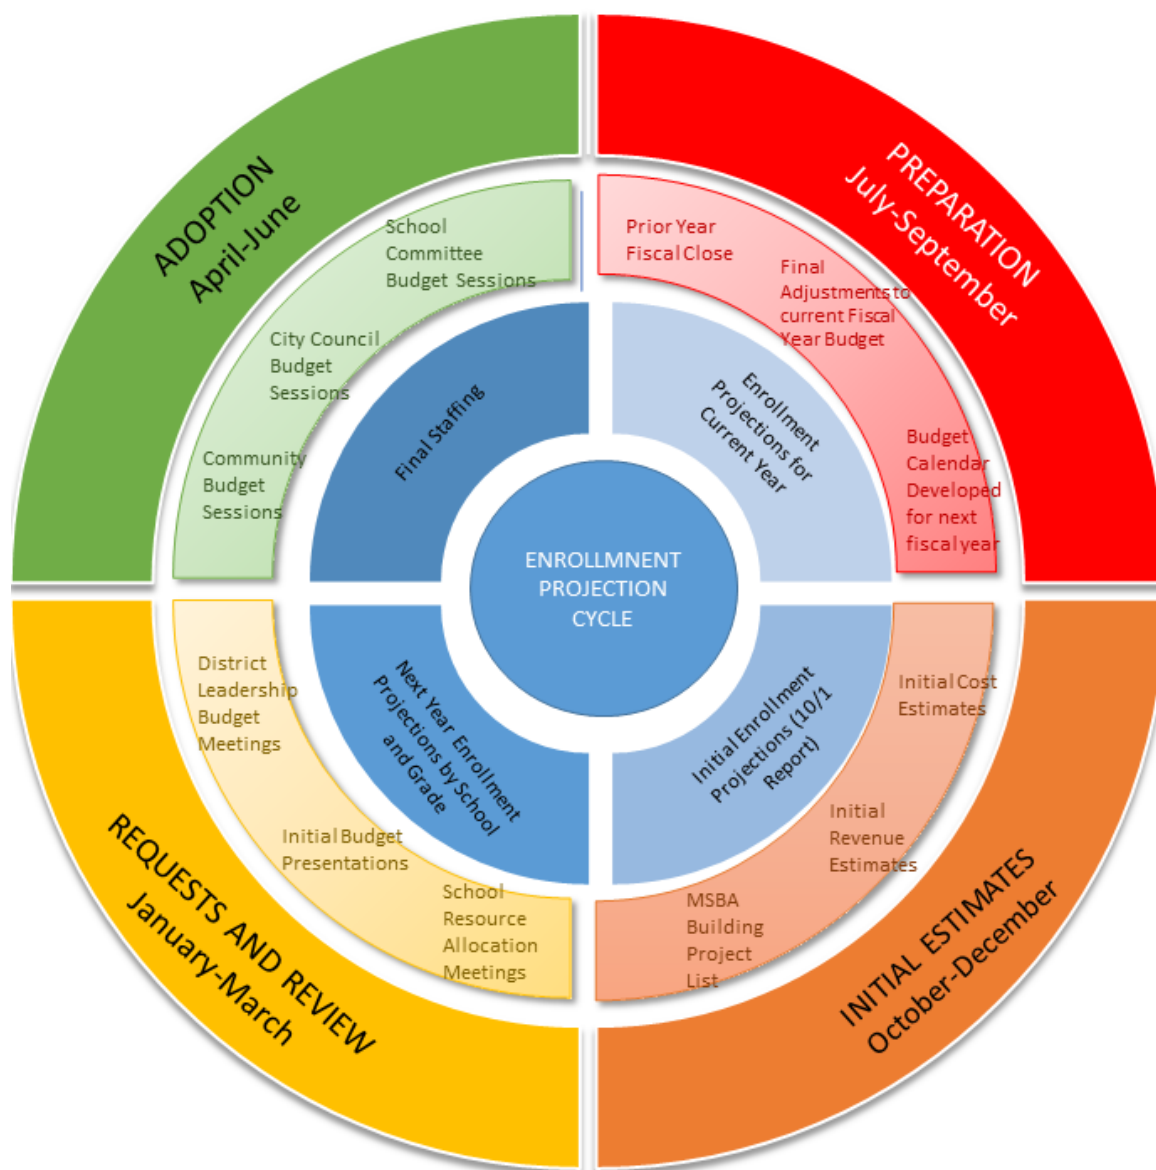 PREPARATION
July-September
Prior Year
Fiscal Close
Final
Adjustments to
current Fiscal
Year Budget
Budget
Calendar
Developed
for next
fiscal year
Enrollment
Projections for
Current Year
INITIAL ESTIMATES
October-December
Initial Cost
Estimates
Initial
Revenue
Estimates
MSBA
Building
Project
List
Initial Enrollment
Projections (10/1
Report)
REQUESTS AND REVIEW
January-March
District
Leadership
Budget
Meetings
Initial Budget
Presentations
School
Resource
Allocation
Meetings
Next Year Enrollment
Projections by School
and Grade
ADOPTION
April-June
School
Committee
Budget Sessions
City Council
Budget
Sessions
Community
Budget
Sessions
Final Staffing
ENROLLMNENT
PROJECTION
CYCLE